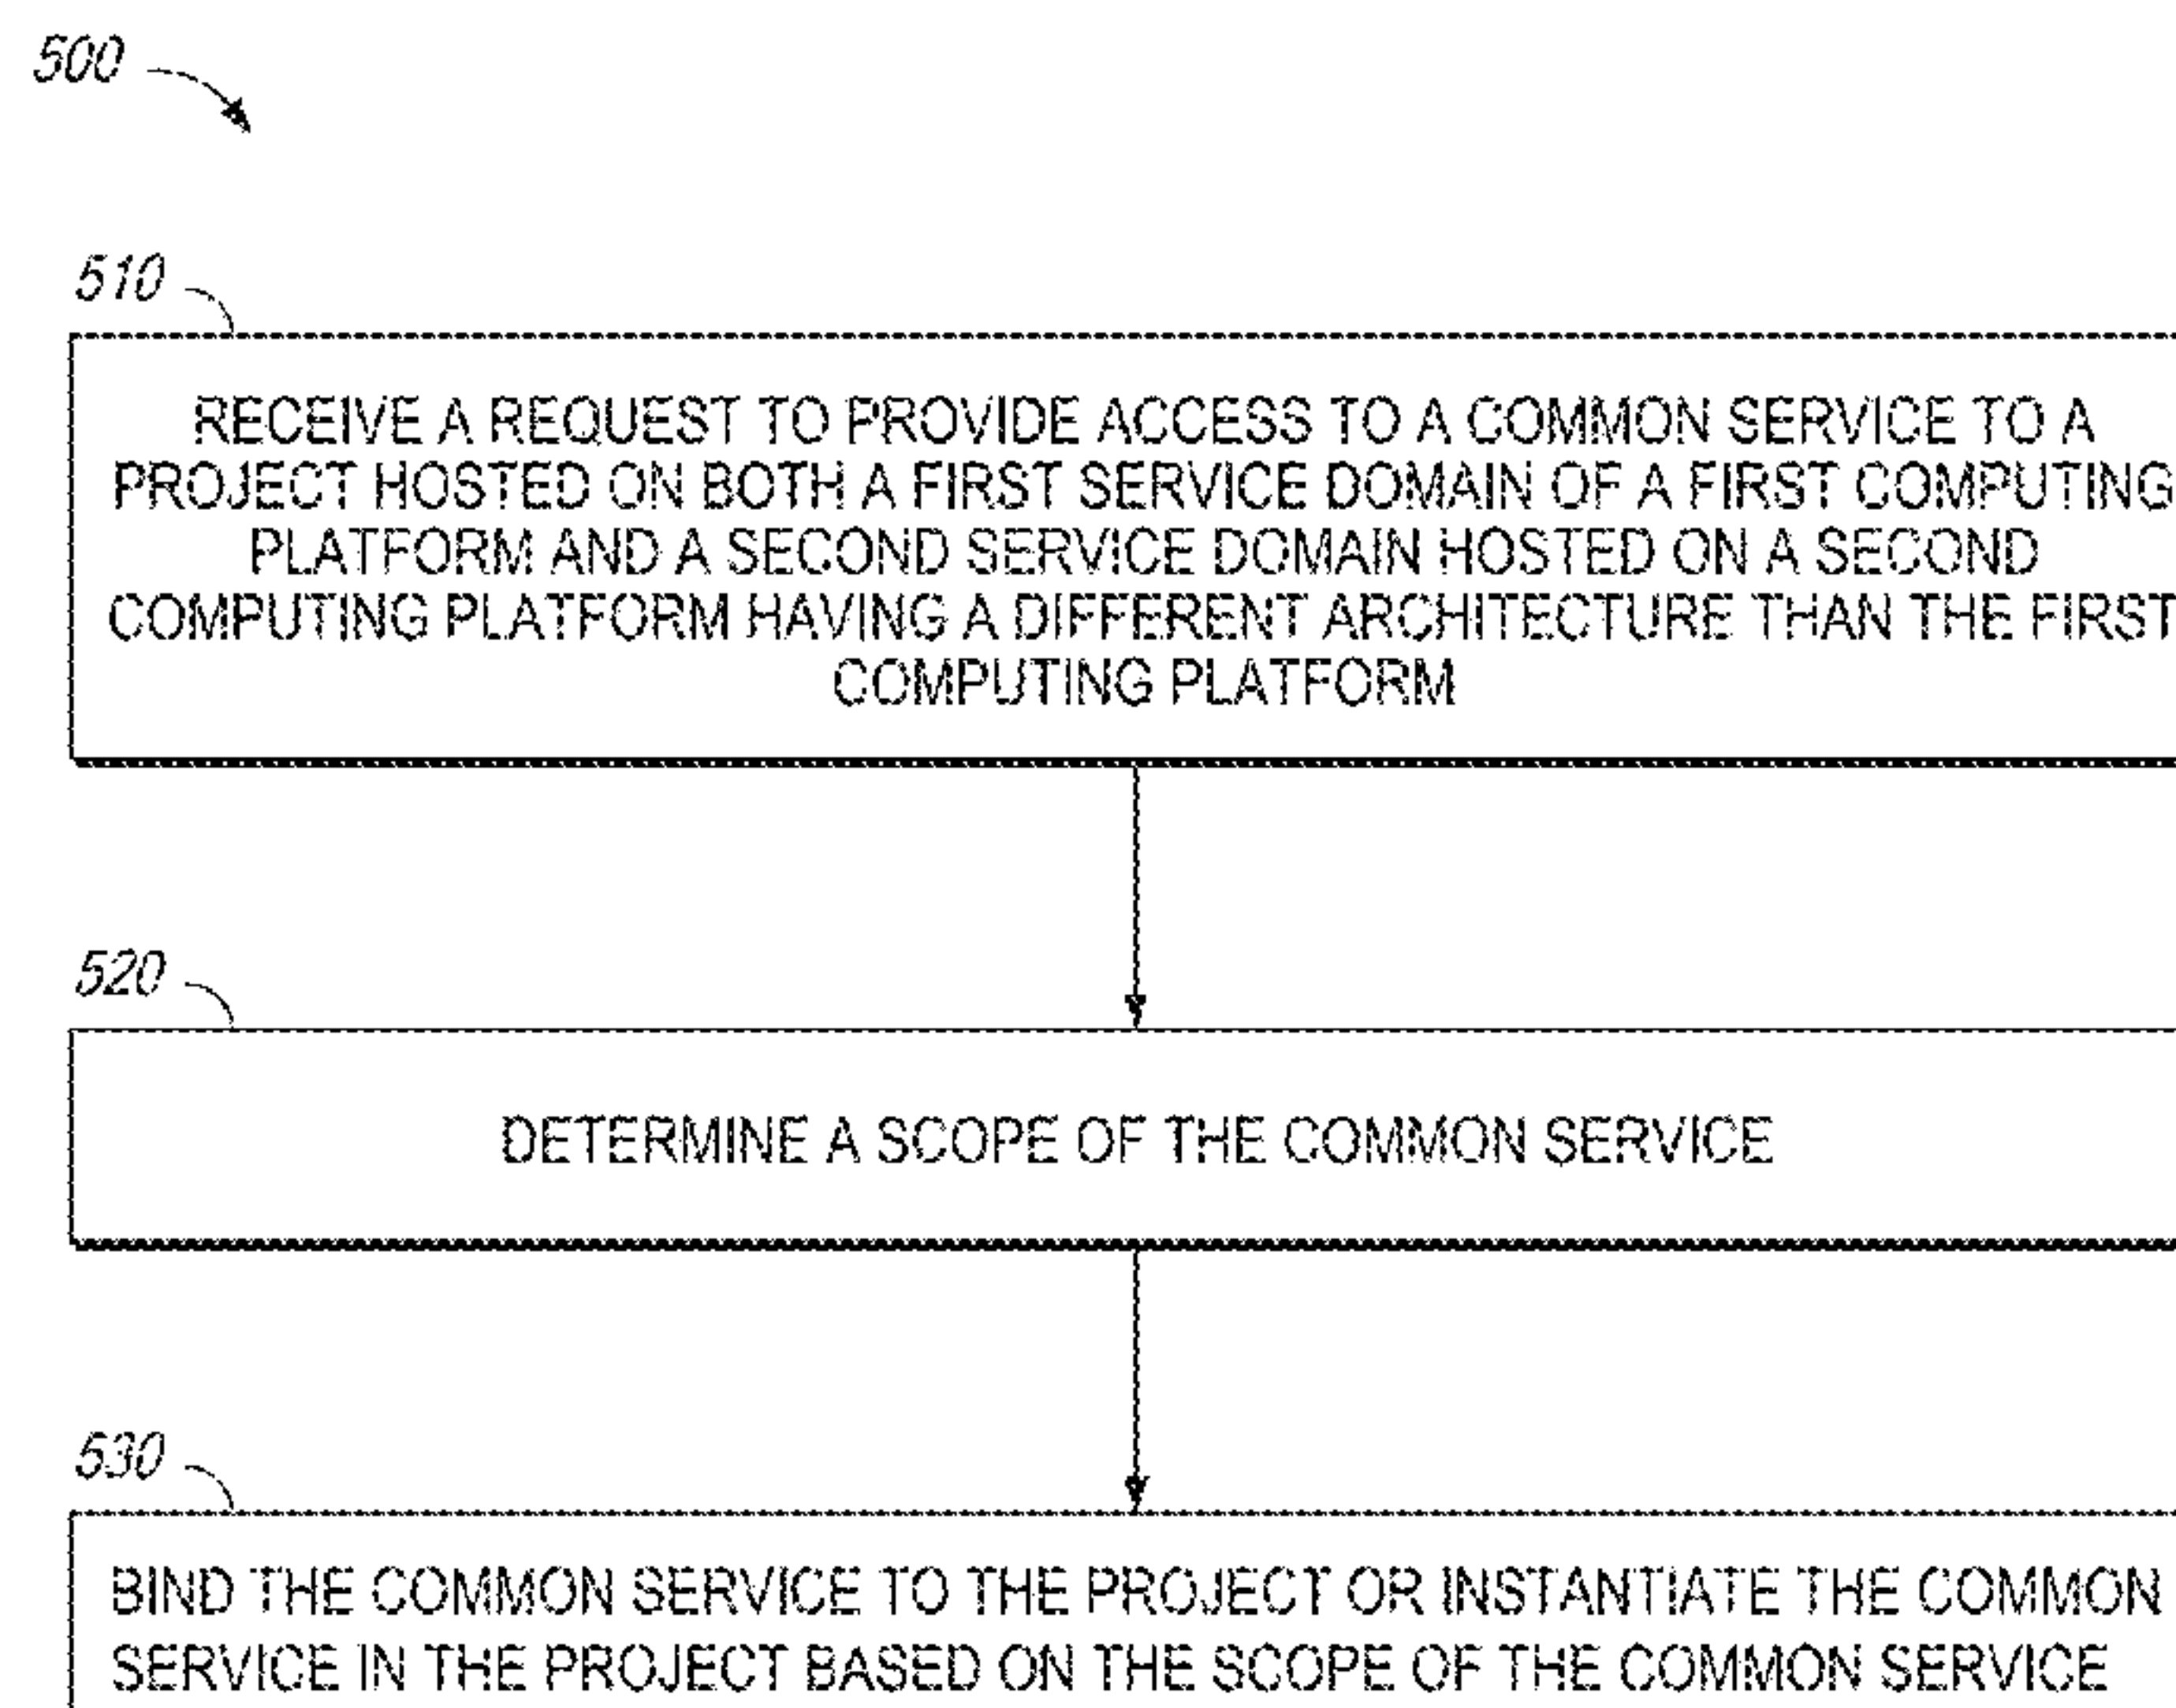 500
510
RECEIVE A REQUEST TO PROVIDE ACCESS TO A COMMON SERVICE TO A
PROJECT HOSTED ON BOTH A FIRST SERVICE DOMAIN OF A FIRST COMPUTING
PLATFORM AND A SECOND SERVICE DOMAIN HOSTED ON A SECOND
COMPUTING PLATFORM HAVING A DIFFERENT ARCHITECTURE THAN THE FIRST
COMPUTING PLATFORM
520
DETERMINE A SCOPE OF THE COMMON SERVICE
530
BIND THE COMMON SERVICE TO THE PROJECT OR INSTANTIATE THE COMMON
SERVICE IN THE PROJECT BASED ON THE SCOPE OF THE COMMON SERVICE